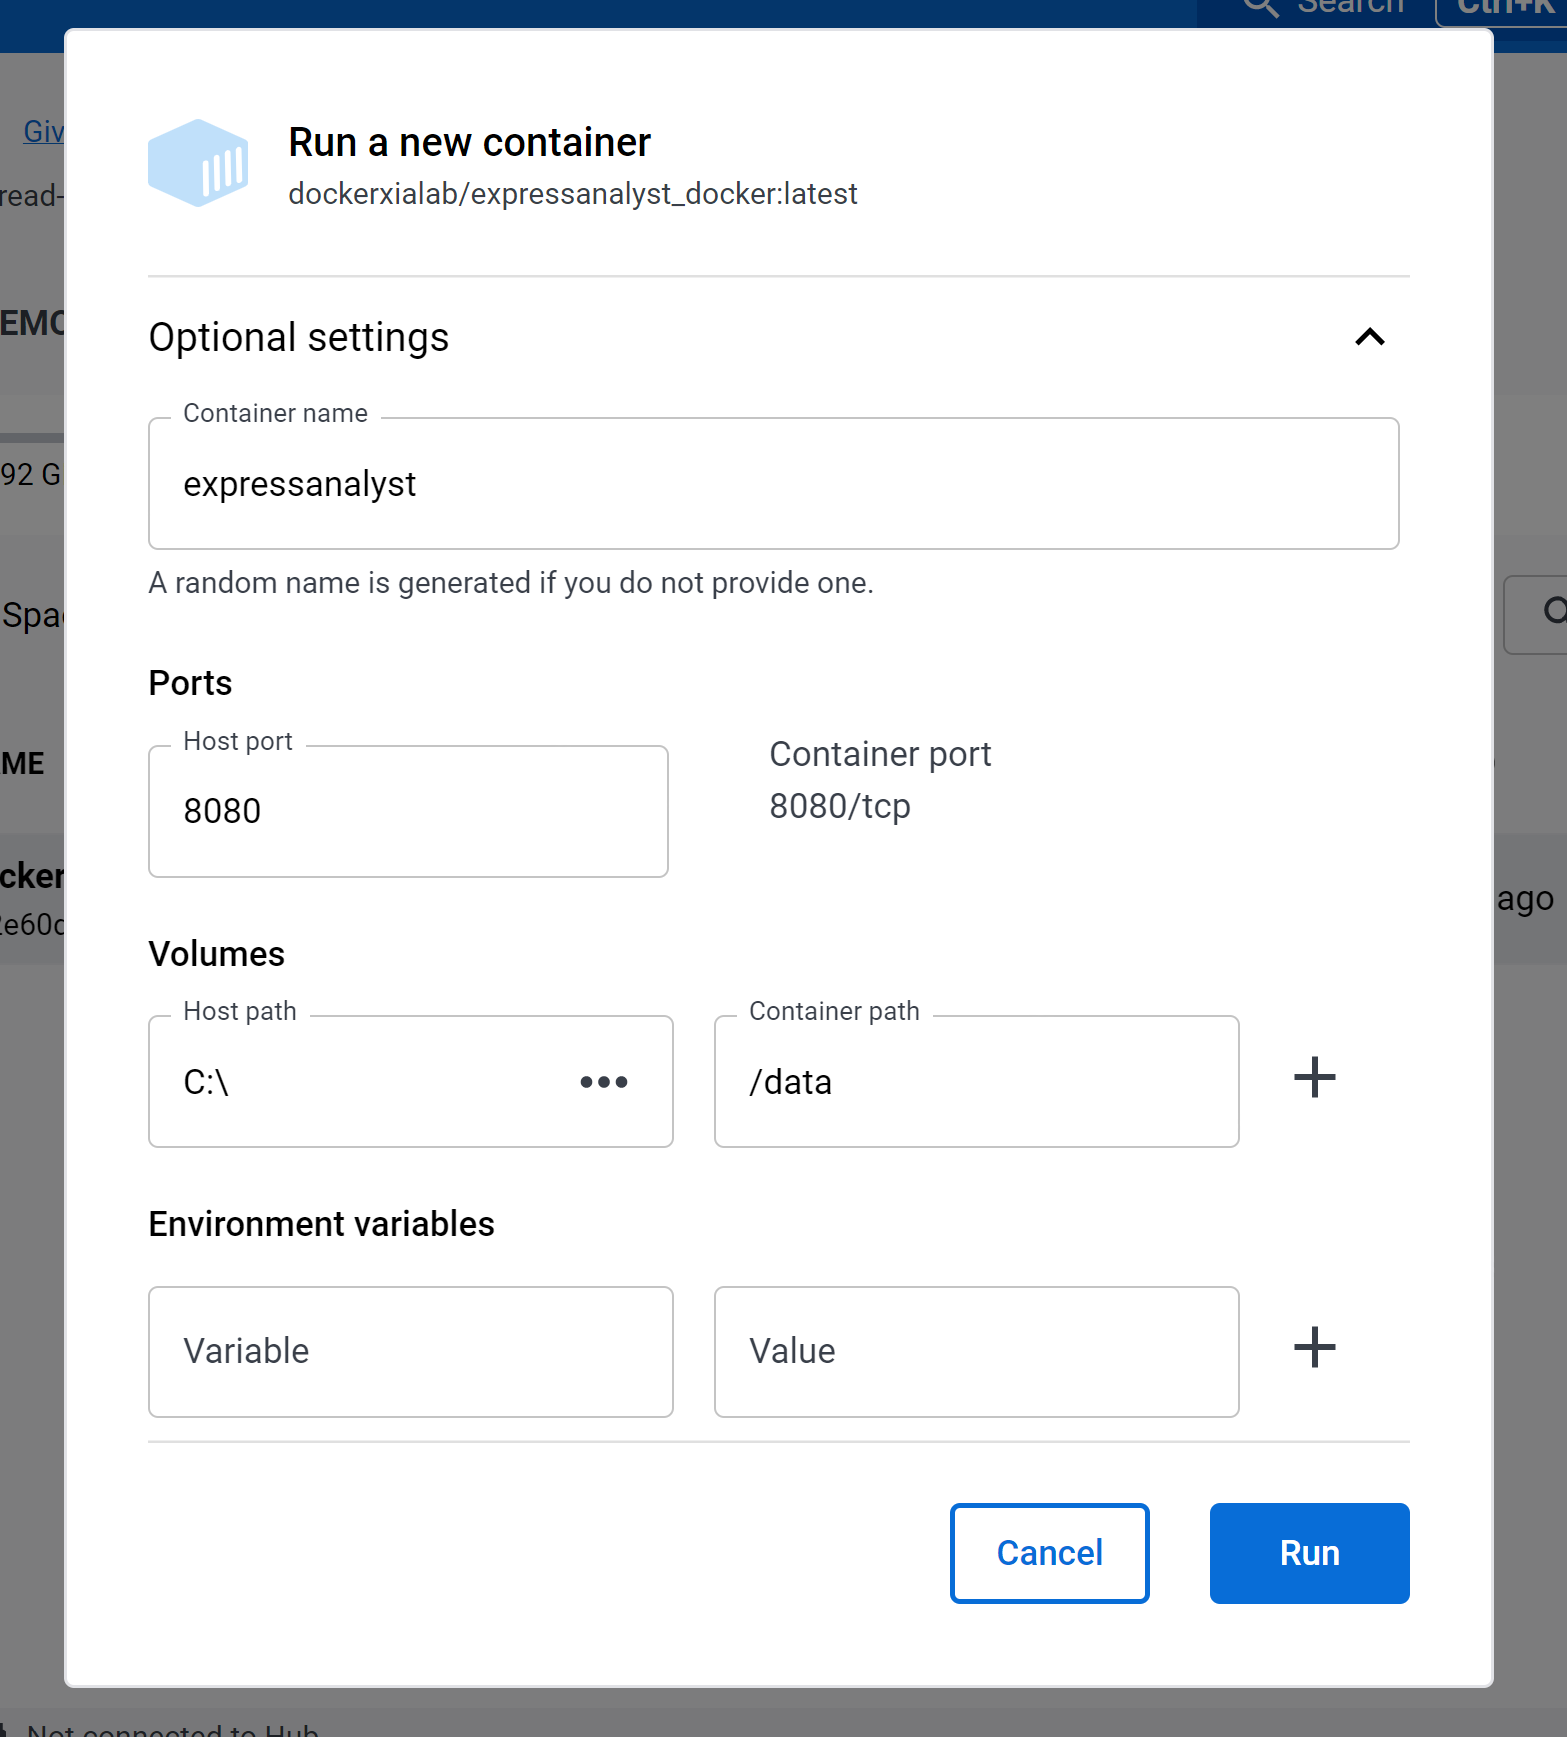 Search Ctrl+K
Run a new container
dockerxialab/expressanalyst_docker:latest
Optional settings
Container name
expressanalyst
A random name is generated if you do not provide one.
Ports
Host port
8080
Container port
8080/tcp
Volumes
Host path
C:\
Container path
/data
Environment variables
Variable
Value
Cancel
Run
Giv
read-
EMO
92 G
Spa
ME
cker
e60d
ago
Not connected to Hub